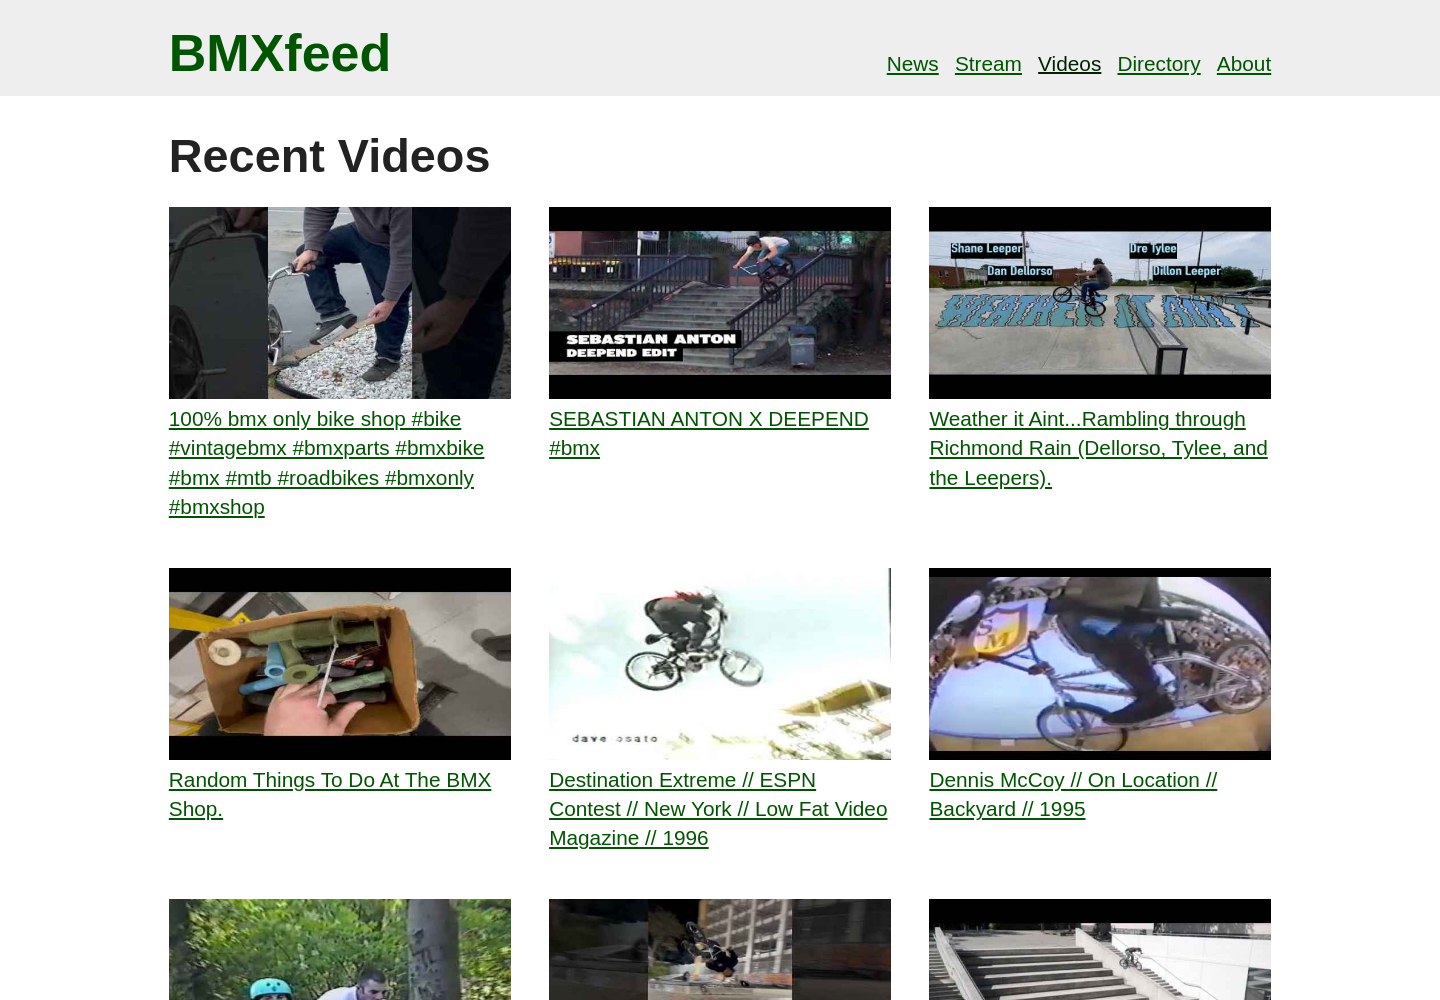 BMXfeed
News Stream Videos Directory About
Recent Videos
Shane Leeper
Dre Tylee
Dan Dellorso
Dillon Leeper
WEATHER IT AIN'T
SEBASTIAN ANTON
DEEPEND EDIT
100% bmx only bike shop #bike
#vintagebmx #bmxparts #bmxbike
#bmx #mtb #roadbikes #bmxonly
#bmxshop
SEBASTIAN ANTON X DEEPEND
#bmx
Weather it Aint...Rambling through
Richmond Rain (Dellorso, Tylee, and
the Leepers).
dave osato
S
M
Random Things To Do At The BMX
Shop.
Destination Extreme // ESPN
Contest // New York // Low Fat Video
Magazine // 1996
Dennis McCoy // On Location //
Backyard // 1995